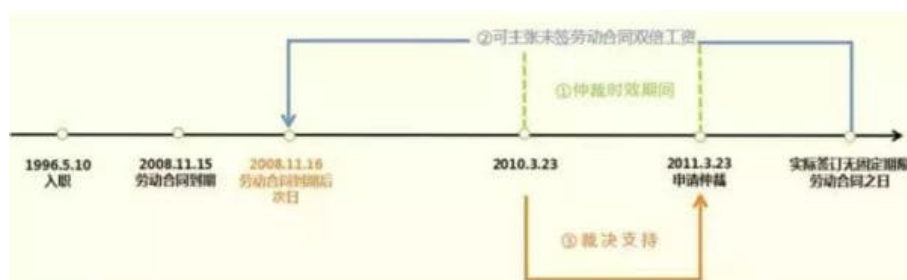 ②可主张未签劳动合同双倍工资
①仲裁时效期间
1996.5.10
入职
2008.11.15
劳动合同到期
2008.11.16
劳动合同到期后
次日
2010.3.23
2011.3.23
申请仲裁
实际签订无固定期限
劳动合同之日
③裁决支持